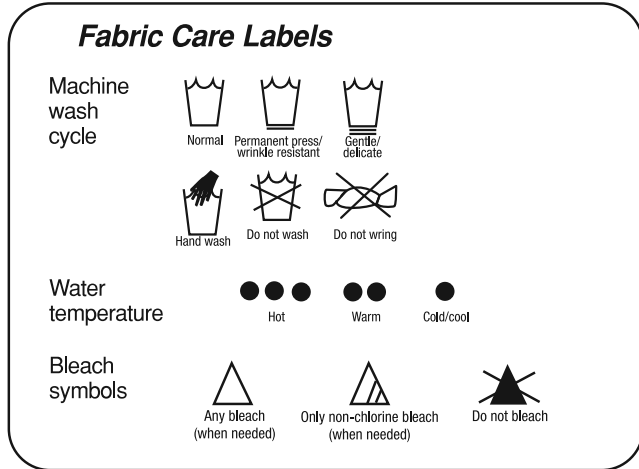 Fabric Care Labels
Machine
wash
cycle
Normal
Permanent press/
wrinkle resistant
Gentle/
delicate
Hand wash
Do not wash
Do not wring
Water
temperature
Hot
Warm
Cold/cool
Bleach
symbols
Any bleach
(when needed)
Only non-chlorine bleach
(when needed)
Do not bleach